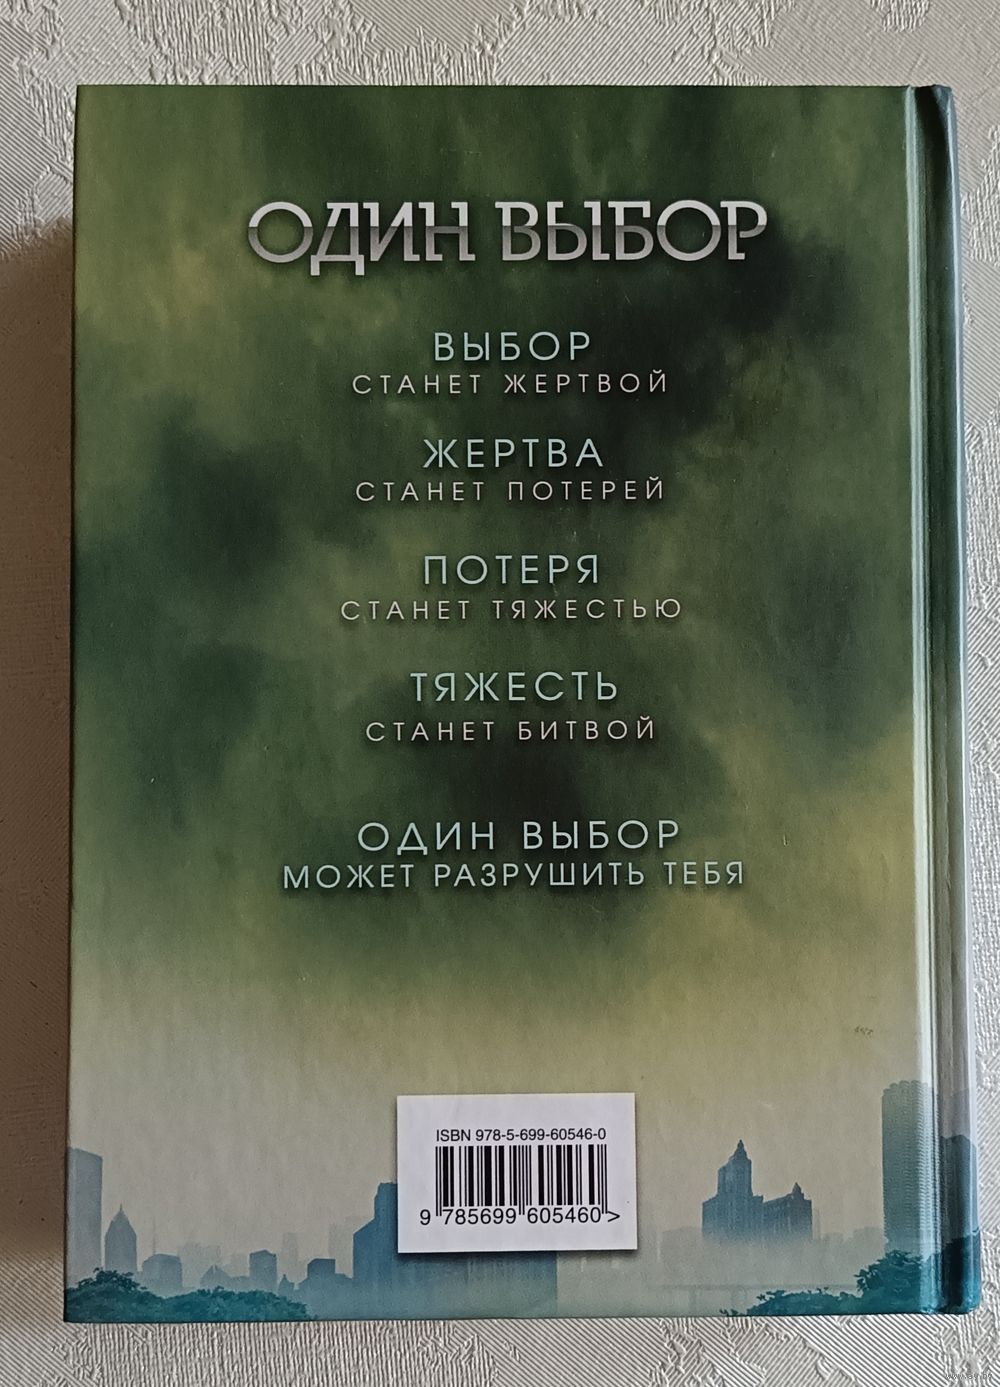 ОДИН ВЫБОР
ВЫБОР
СТАНЕТ ЖЕРТВОЙ
ЖЕРТВА
СТАНЕТ ПОТЕРЕЙ
ПОТЕРЯ
СТАНЕТ ТЯЖЕСТЬЮ
ТЯЖЕСТЬ
СТАНЕТ БИТВОЙ
ОДИН ВЫБОР
МОЖЕТ РАЗРУШИТЬ ТЕБЯ
ISBN 978-5-699-60546-0
9 785699 605460 >